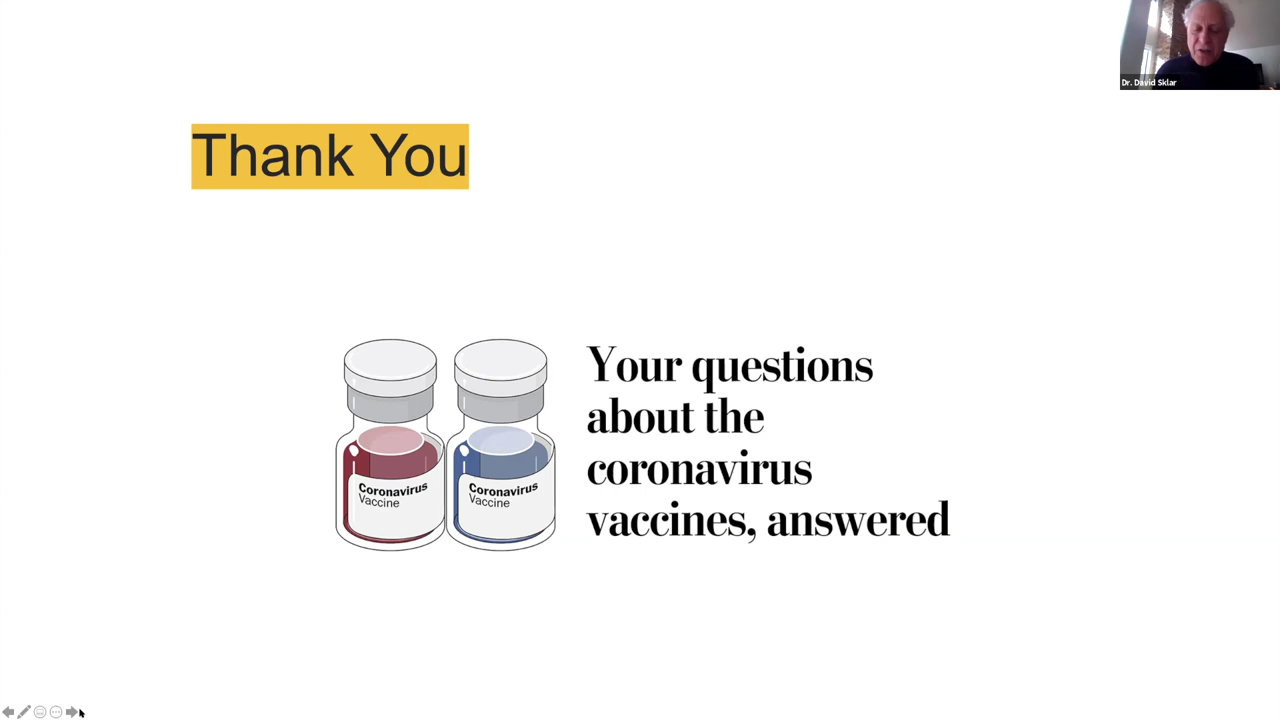 Dr. David Sklar
Thank You
Your questions
about the
coronavirus
vaccines, answered
Coronavirus
Vaccine
Coronavirus
Vaccine